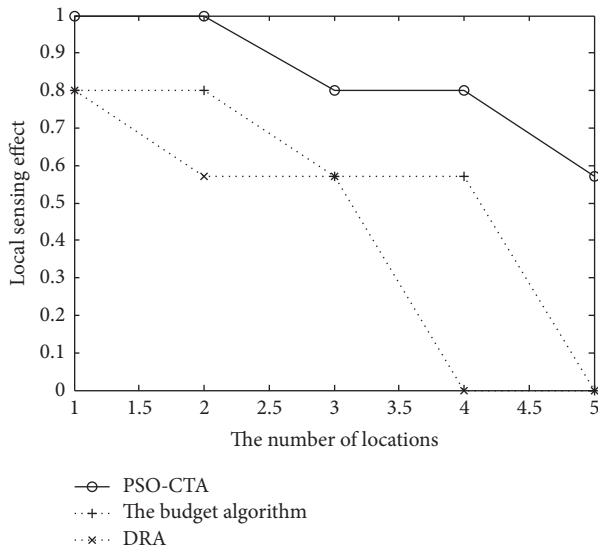 1
0.9
0.8
0.7
0.6
0.5
0.4
0.3
0.2
0.1
0
Local sensing effect
1 1.5 2 2.5 3 3.5 4 4.5 5
The number of locations
PSO-CTA
The budget algorithm
DRA